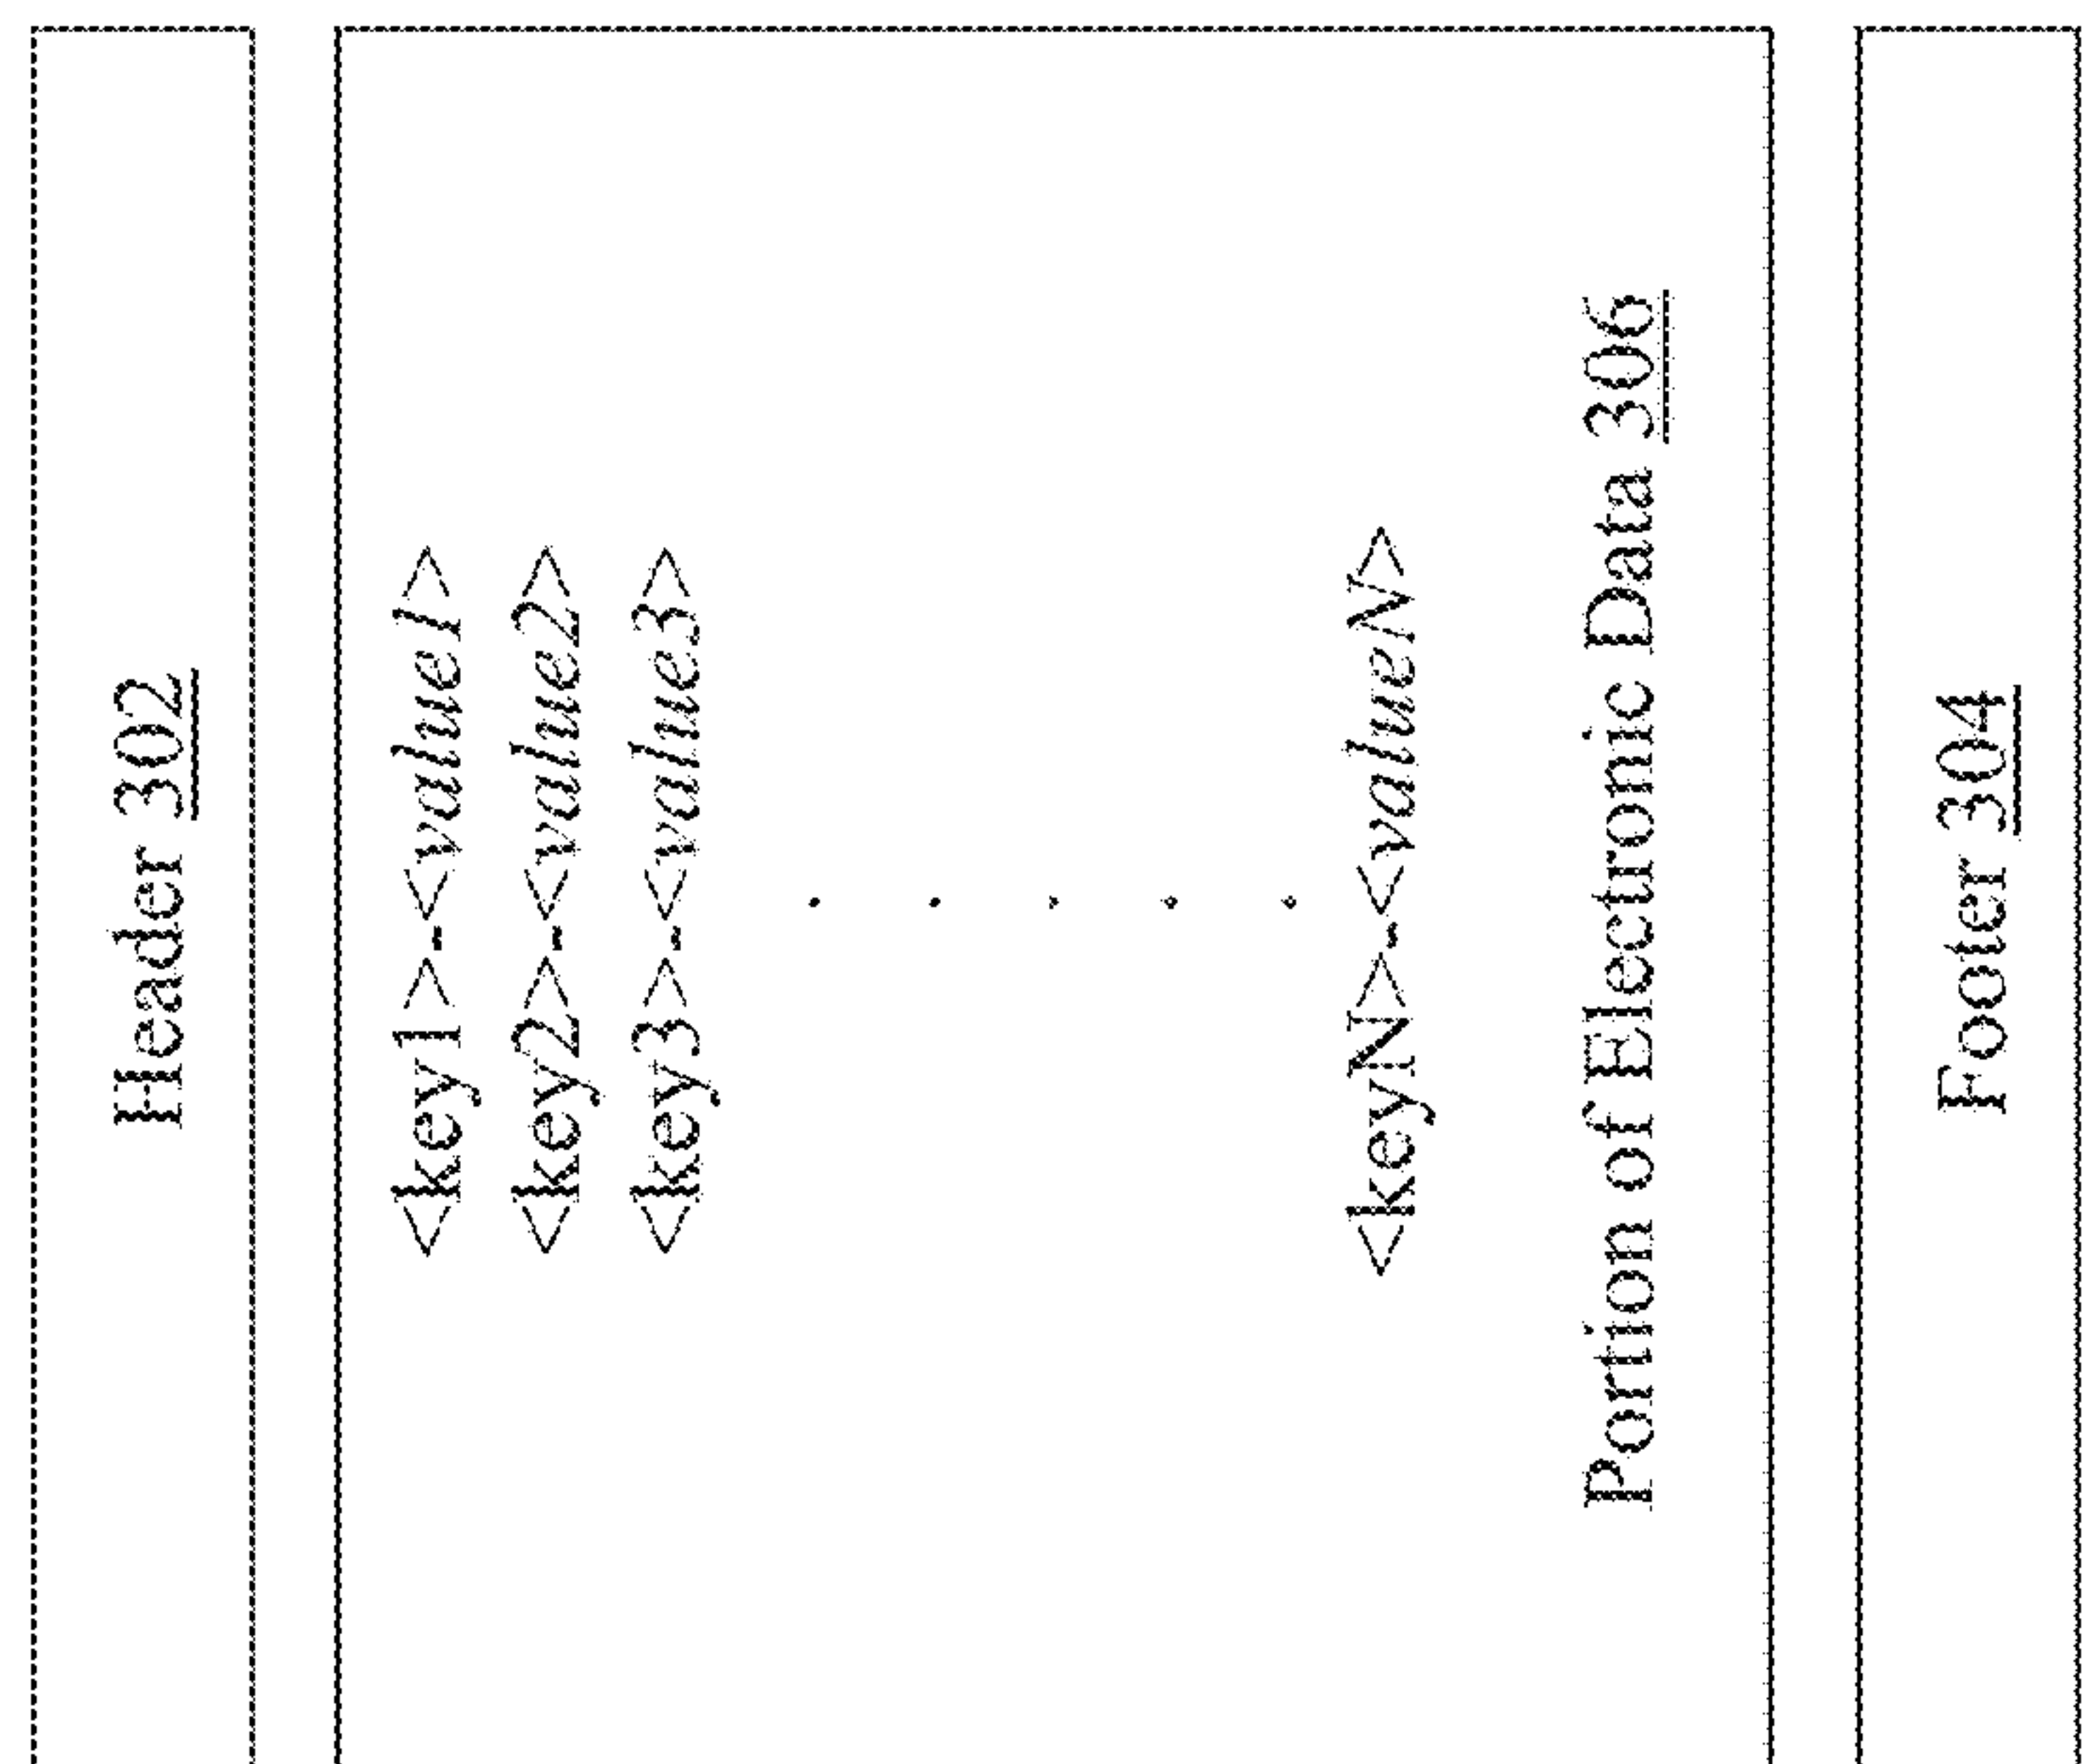 Header 302
<key1>-<value1>
<key2>-<value2>
<key3>-<value3>
.
.
.
.
.
<keyN>-<valueN>
Portion of Electronic Data 306
Footer 304